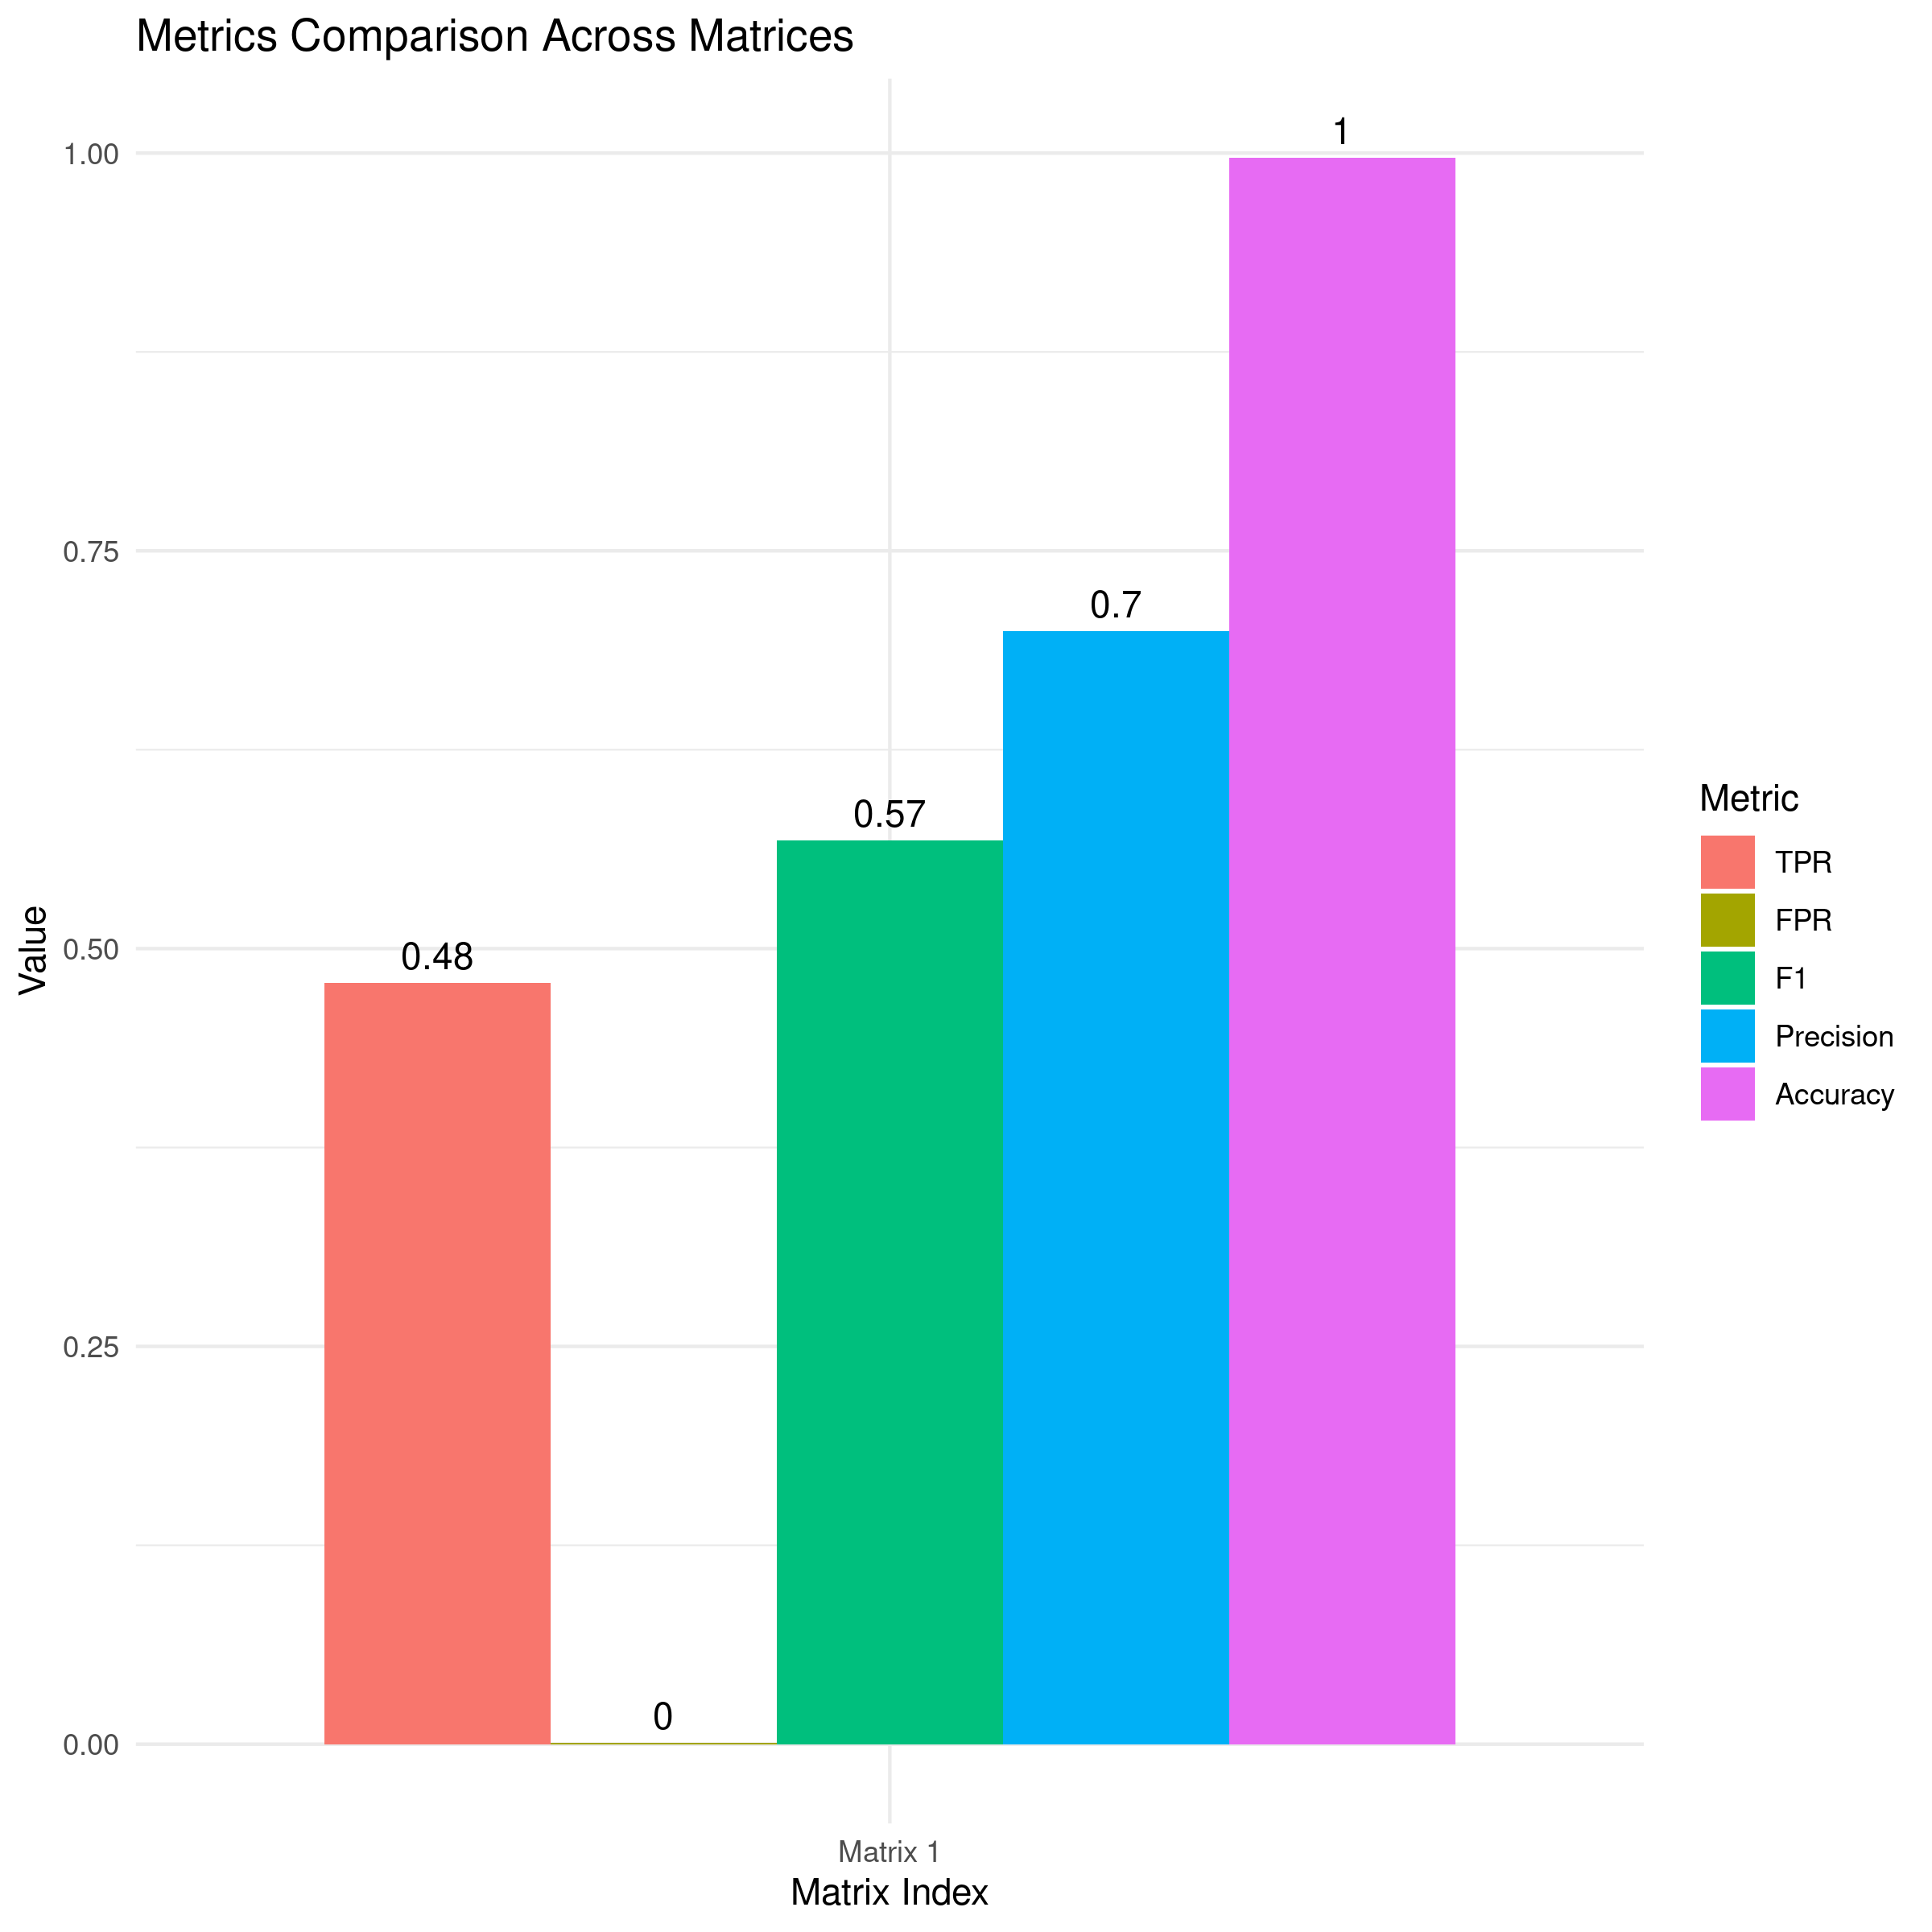 Metrics Comparison Across Matrices
1
1.00
0.75
0.7
0.57
0.50
0.48
0.25
0
0.00
Value
Matrix 1
Matrix Index
Metric
TPR
FPR
F1
Precision
Accuracy